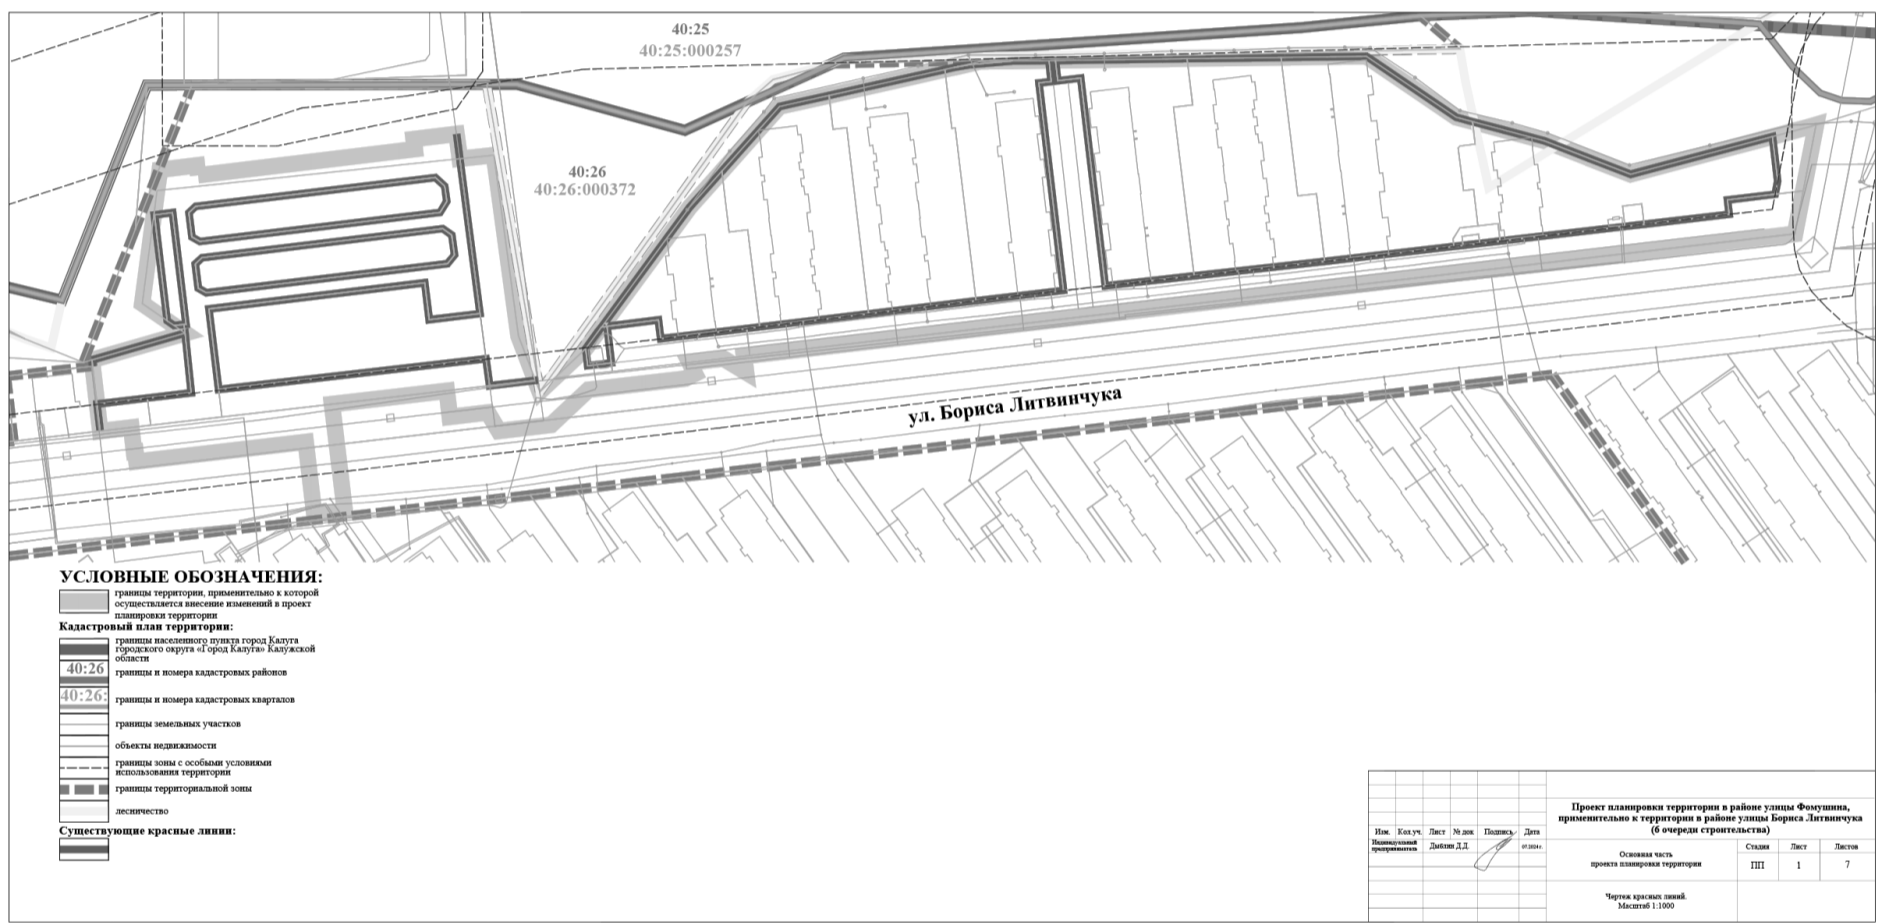 40:25
40:25:000257
40:26
40:26:000372
ул. Бориса Литвинчука
УСЛОВНЫЕ ОБОЗНАЧЕНИЯ:
границы территории, применительно к которой
осуществляется внесение изменений в проект
планировки территории
Кадастровый план территории:
границы населенного пункта город Калуга
городского округа «Город Калуга» Калужской
области
40:26
границы и номера кадастровых районов
40:26:
границы и номера кадастровых кварталов
границы земельных участков
объекты недвижимости
границы зоны с особыми условиями
использования территории
границы территориальной зоны
лесничество
Существующие красные линии:
Проект планировки территории в районе улицы Фомушина,
применительно к территории в районе улицы Бориса Литвинчука
(6 очереди строительства)
Изм. Кол.уч. Лист № док Подпись Дата
Индивидуальный
предприниматель
Дыблин Д.Д.
07.2024 г.
Основная часть
проекта планировки территории
Стадия Лист Листов
ПП 1 7
Чертеж красных линий.
Масштаб 1:1000